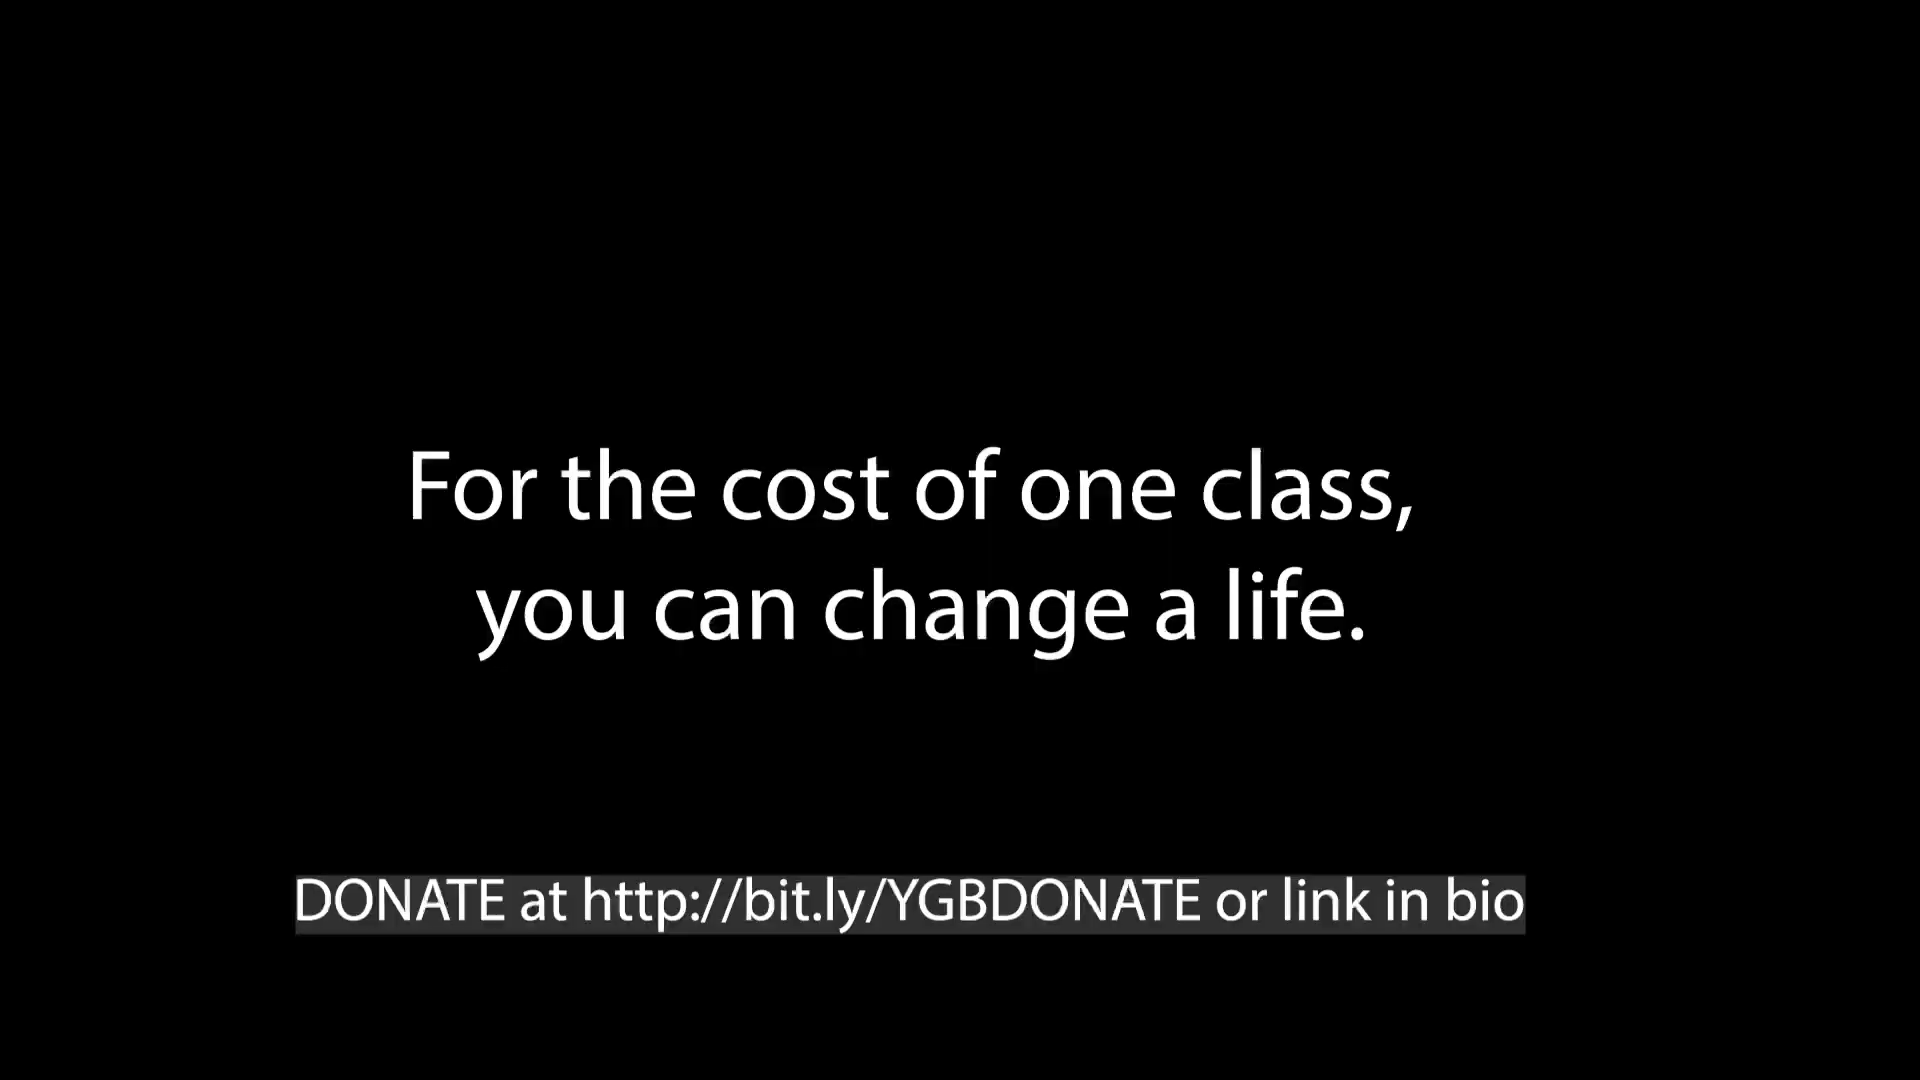 For the cost of one class,
you can change a life.
DONATE at http://bit.ly/YGBDONATE or link in bio